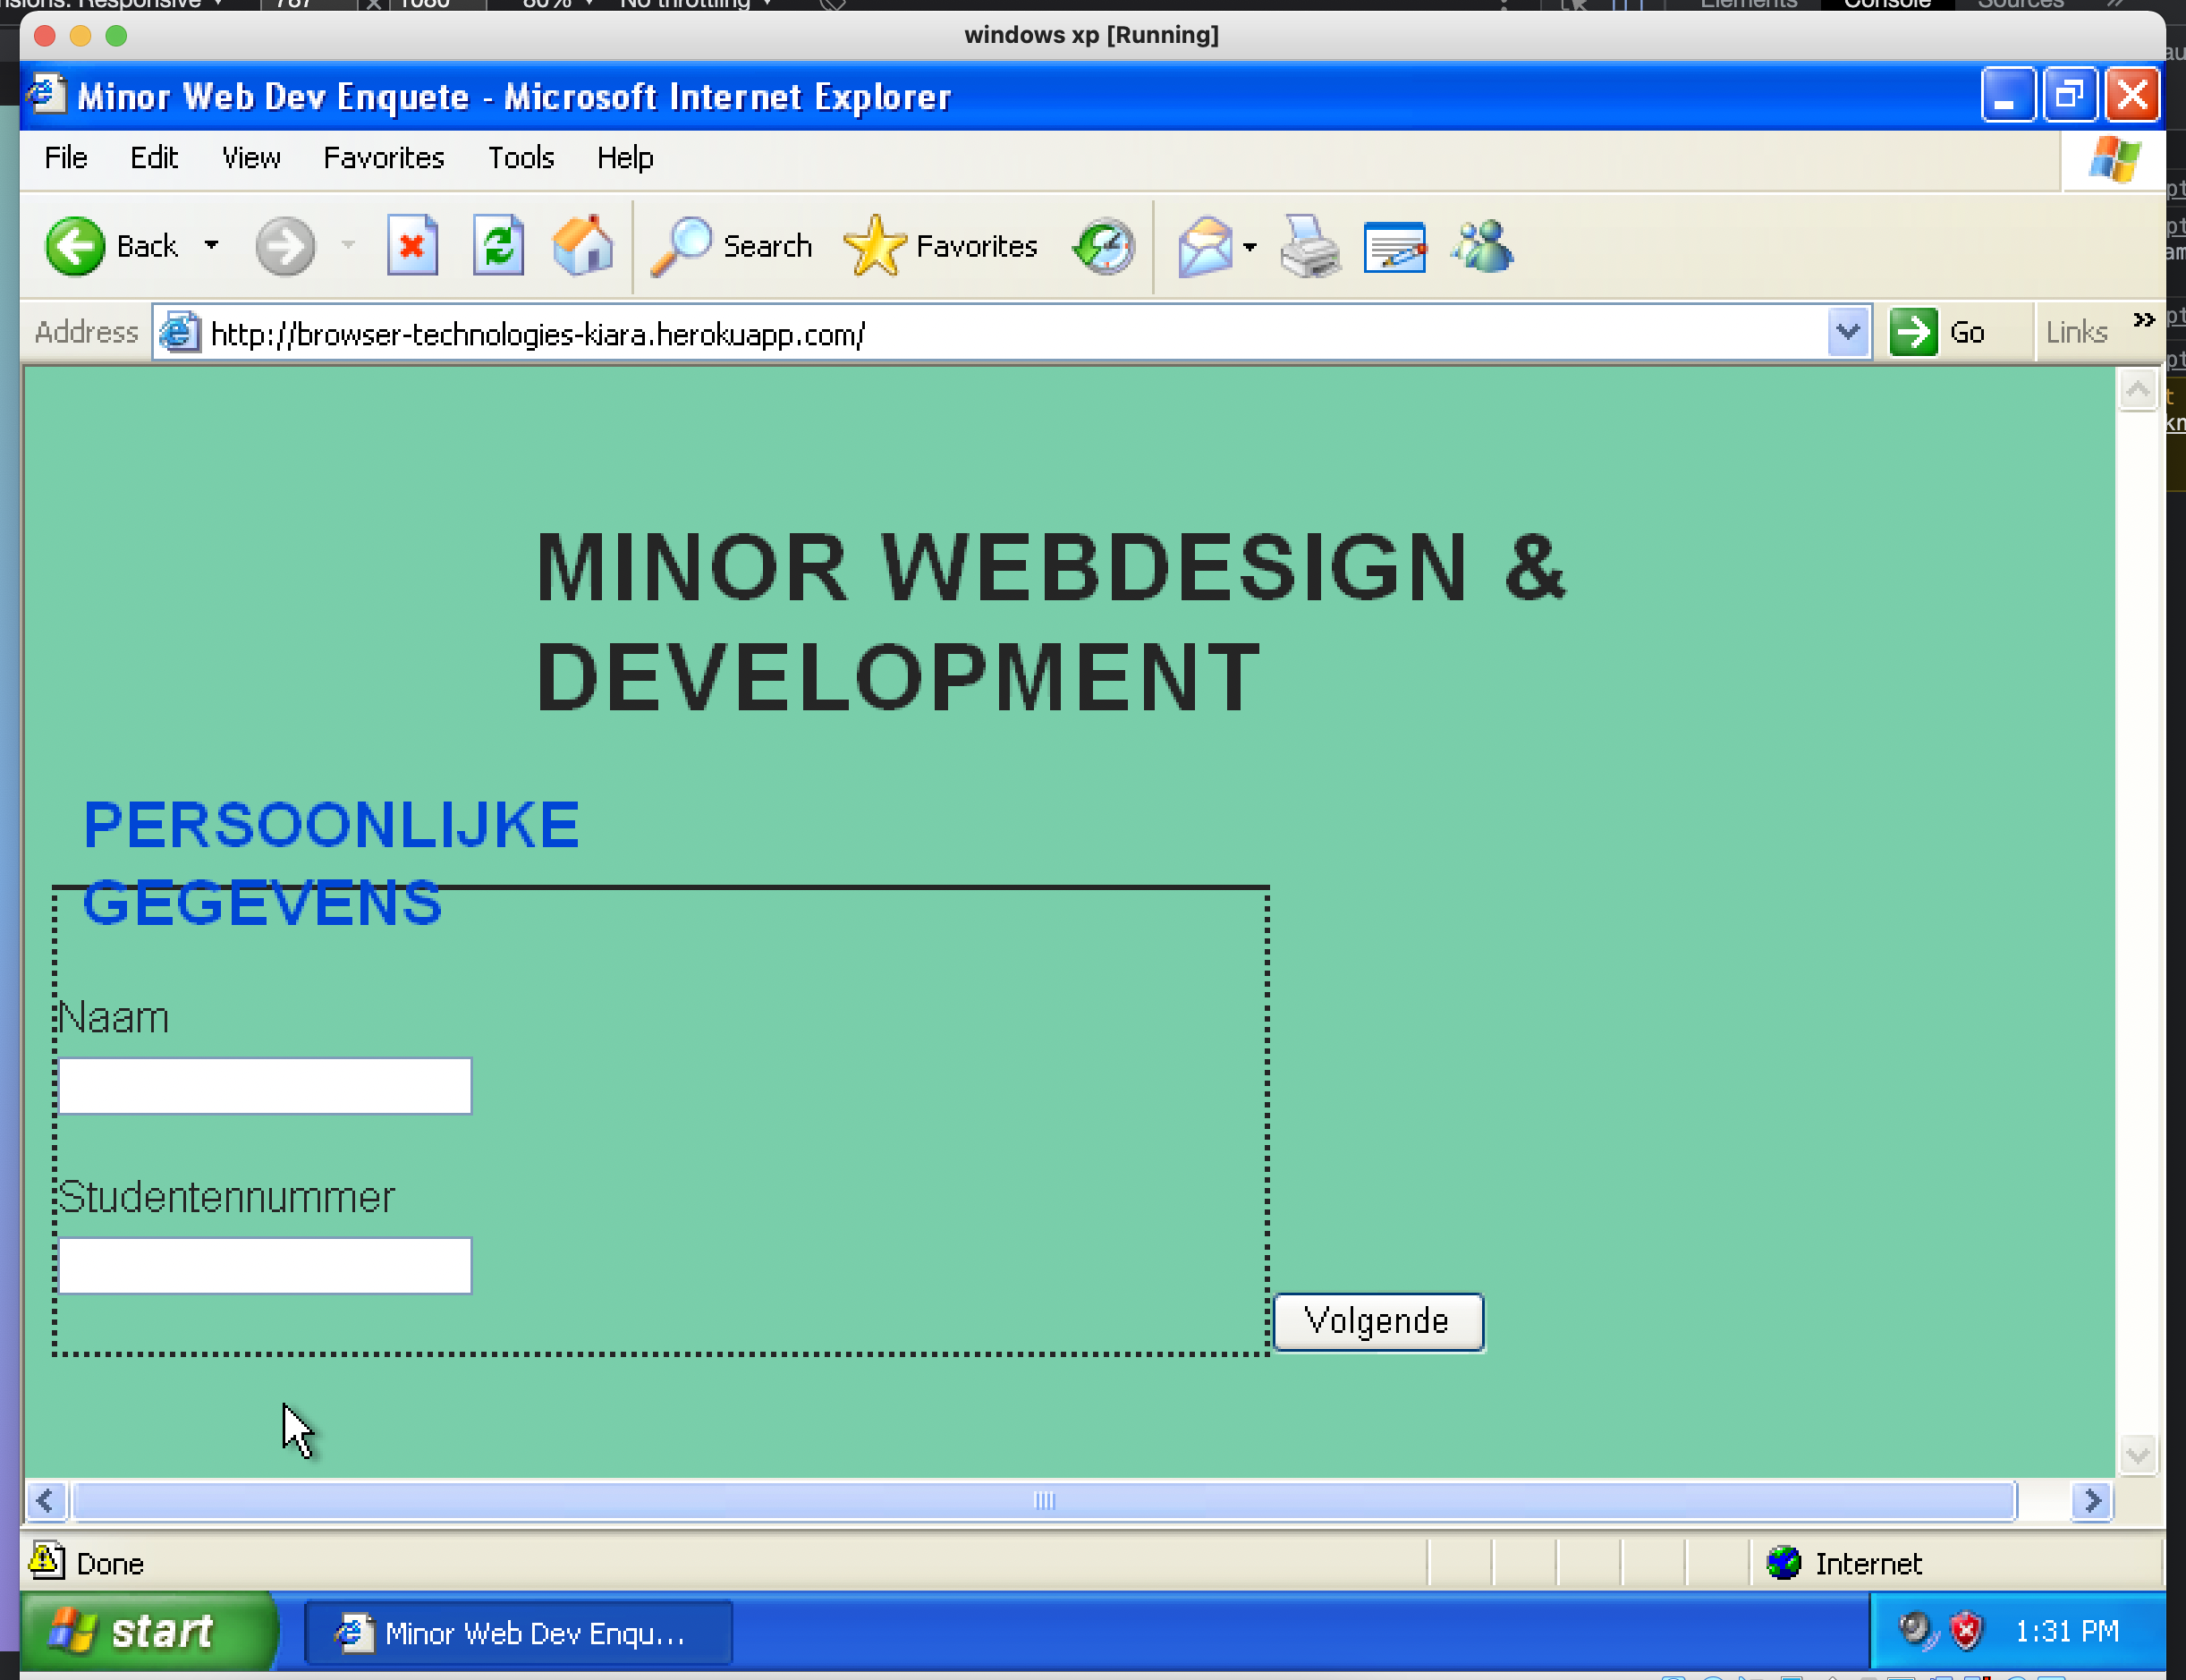 nsions: Responsive 787 x 1080 80% No throttling Elements Console Sources »
windows xp [Running]
Minor Web Dev Enquete - Microsoft Internet Explorer
File Edit View Favorites Tools Help
Back Search Favorites
Address http://browser-technologies-kiara.herokuapp.com/ Go Links »
MINOR WEBDESIGN &
DEVELOPMENT
PERSOONLIJKE
GEGEVENS
Naam
Studentennummer
Volgende
Done Internet
start Minor Web Dev Enqu... 1:31 PM